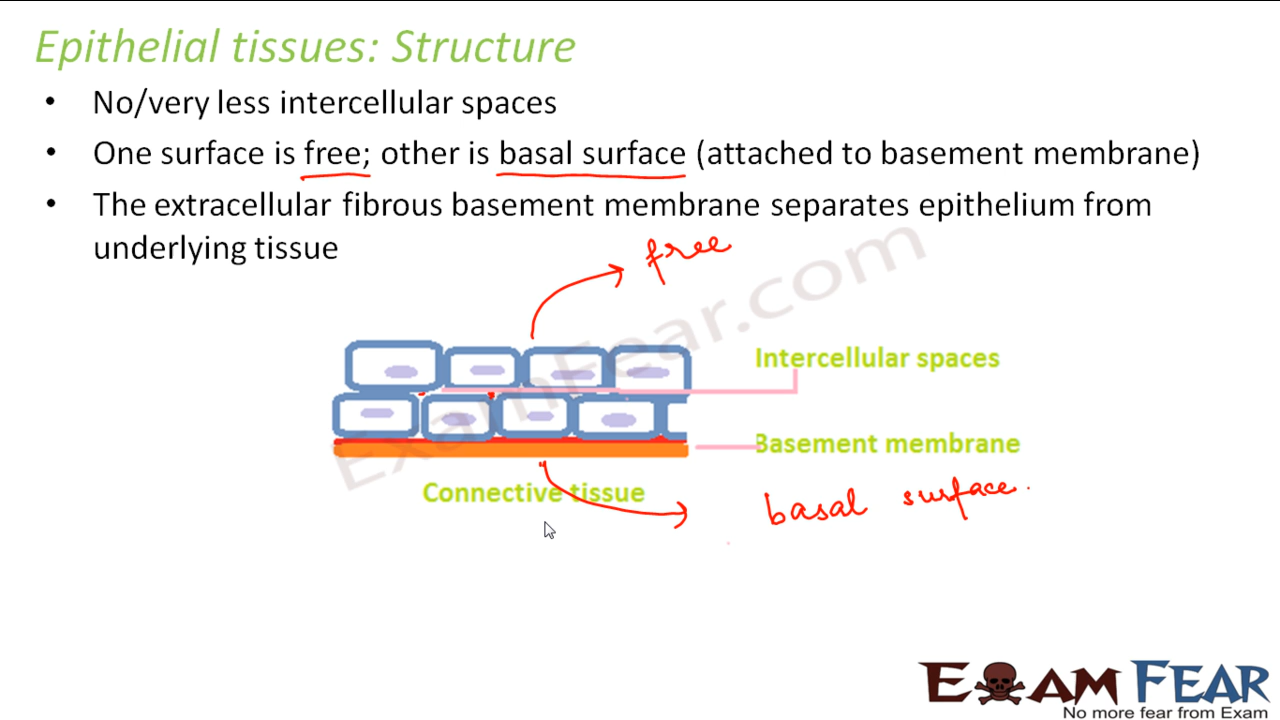 Epithelial tissues: Structure
• No/very less intercellular spaces
• One surface is free; other is basal surface (attached to basement membrane)
• The extracellular fibrous basement membrane separates epithelium from
underlying tissue
free
ExamFear.com
Intercellular spaces
Basement membrane
Connective tissue
basal surface.
EXAM FEAR
No more fear from Exam